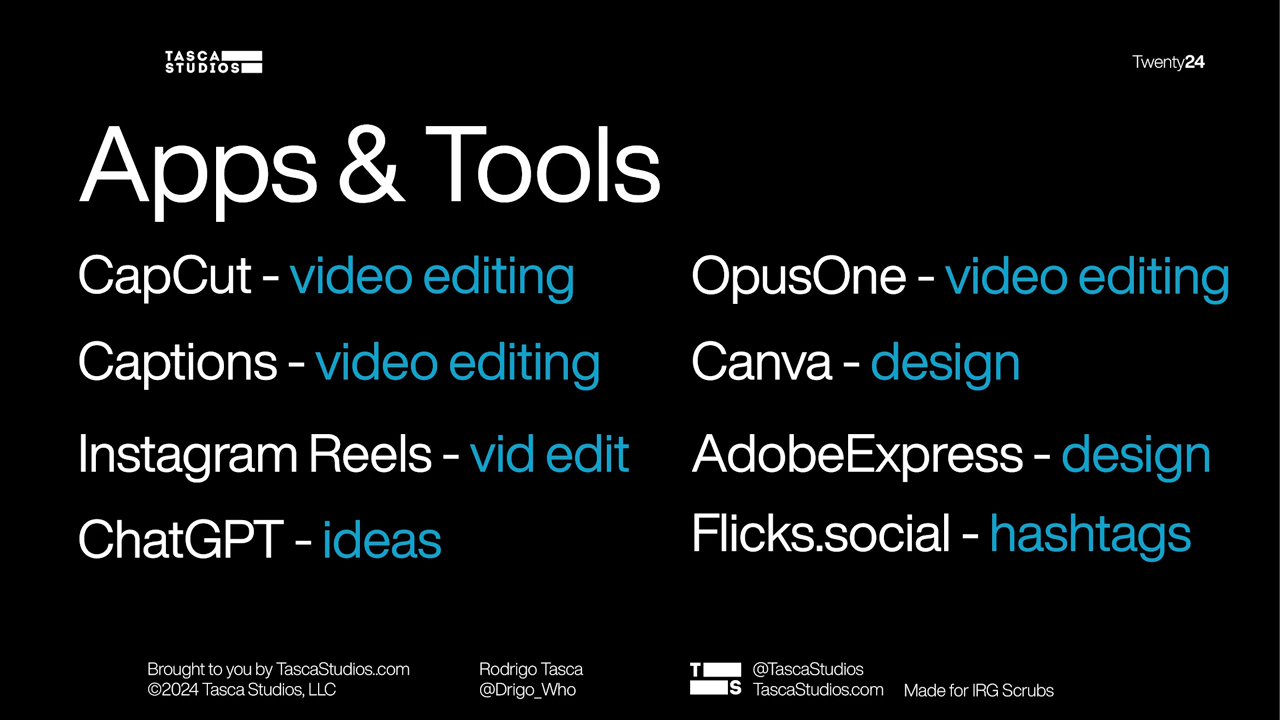 TASCA
STUDIOS
Twenty24
Apps & Tools
CapCut - video editing
Captions - video editing
Instagram Reels - vid edit
ChatGPT - ideas
OpusOne - video editing
Canva - design
AdobeExpress - design
Flicks.social - hashtags
Brought to you by TascaStudios.com
©2024 Tasca Studios, LLC
Rodrigo Tasca
@Drigo_Who
T
S
@TascaStudios
TascaStudios.com
Made for IRG Scrubs